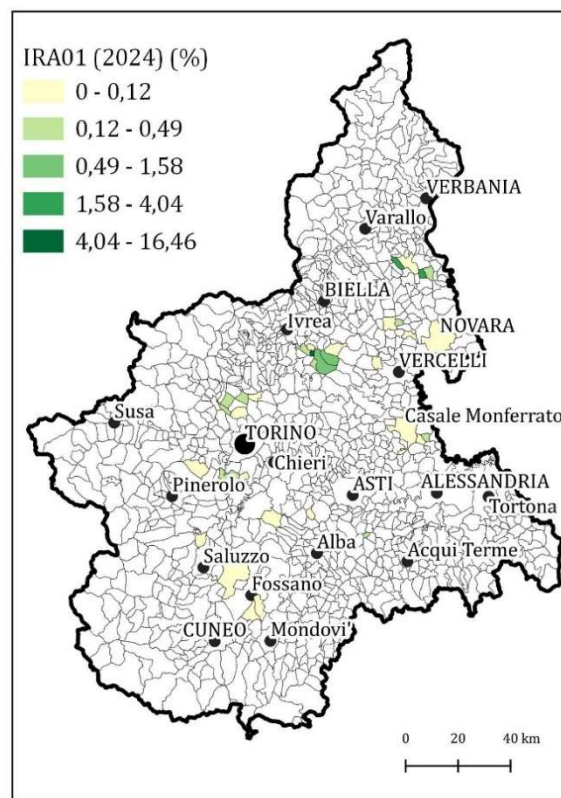 IRA01 (2024) (%)
0 - 0,12
0,12 - 0,49
0,49 - 1,58
1,58 - 4,04
4,04 - 16,46
VERBANIA
Varallo
BIELLA
Ivrea
NOVARA
VERCELLI
Susa
Casale Monferrato
TORINO
Chieri
Pinerolo
ASTI
ALESSANDRIA
Tortona
Alba
Acqui Terme
Saluzzo
Fossano
CUNEO
Mondovi'
0 20 40 km